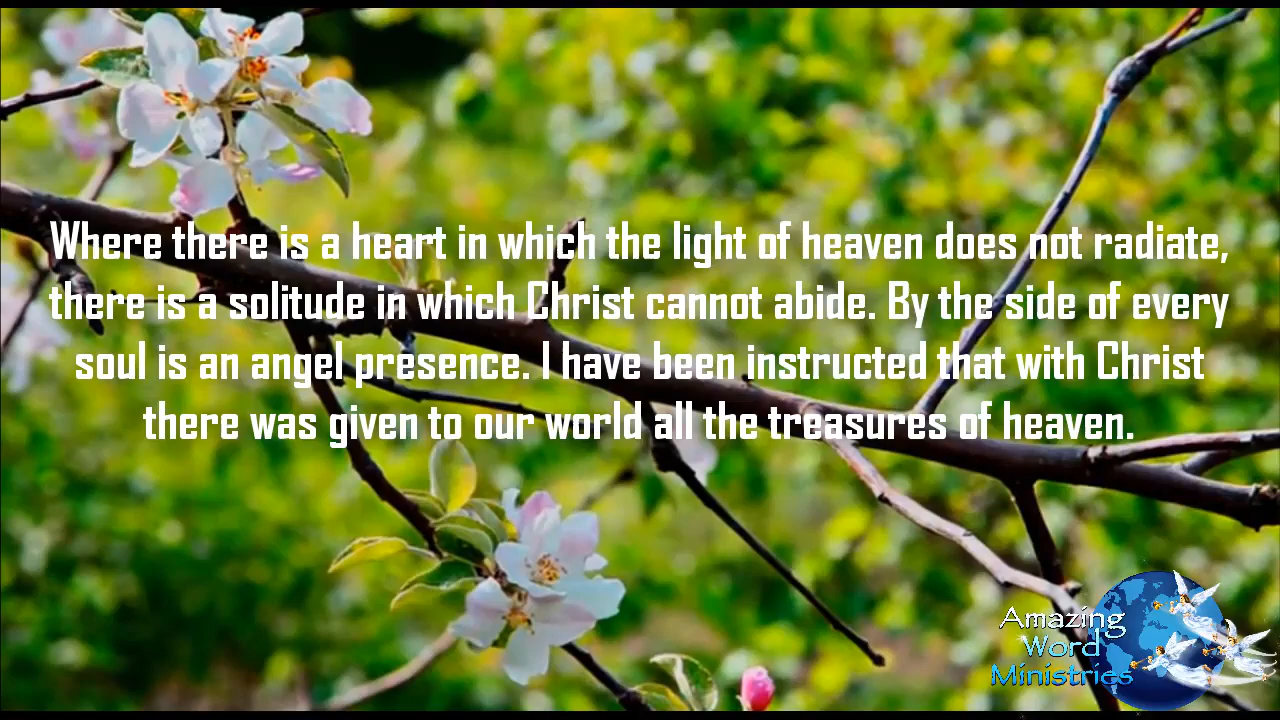 Where there is a heart in which the light of heaven does not radiate,
there is a solitude in which Christ cannot abide. By the side of every
soul is an angel presence. I have been instructed that with Christ
there was given to our world all the treasures of heaven.
Amazing
Word
Ministries